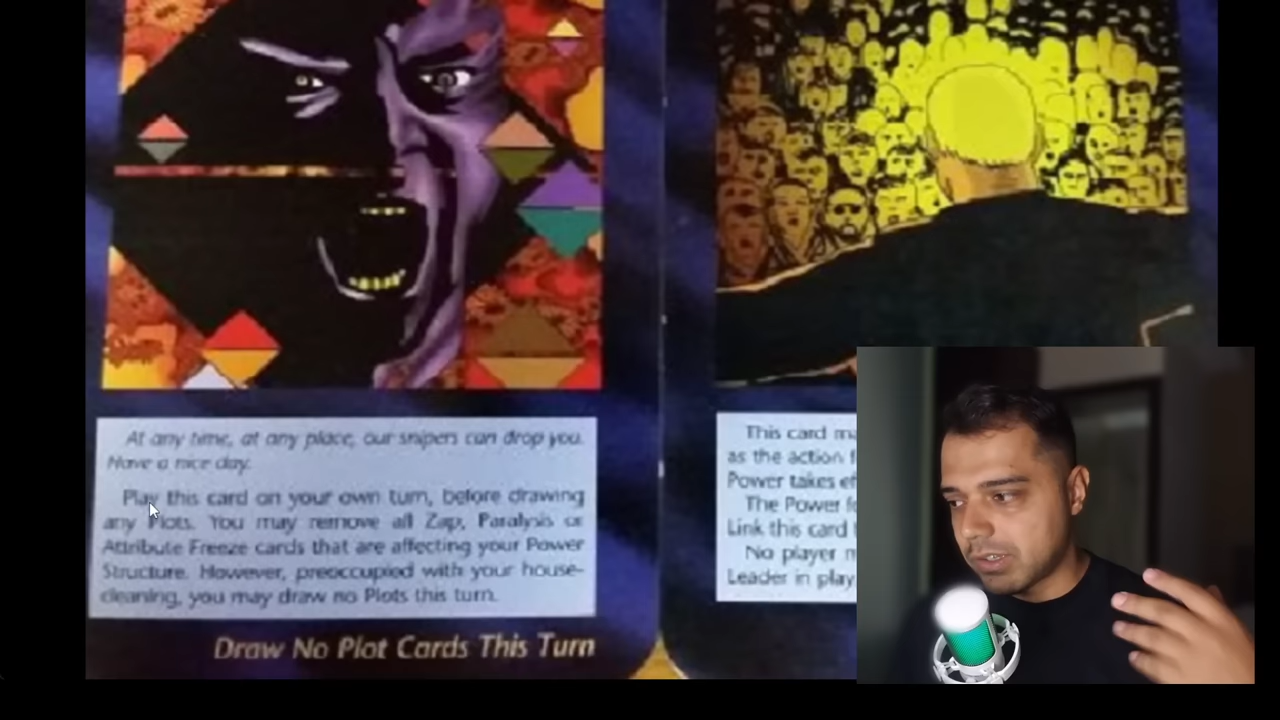 At any time, at any place, our snipers can drop you.
Have a nice day.
Play this card on your own turn, before drawing
any Plots. You may remove all Zap, Paralysis or
Attribute Freeze cards that are affecting your Power
Structure. However, preoccupied with your house-
cleaning, you may draw no Plots this turn.
Draw No Plot Cards This Turn
This card
as the action
Power takes
The Power
Link this card
No player
Leader in play